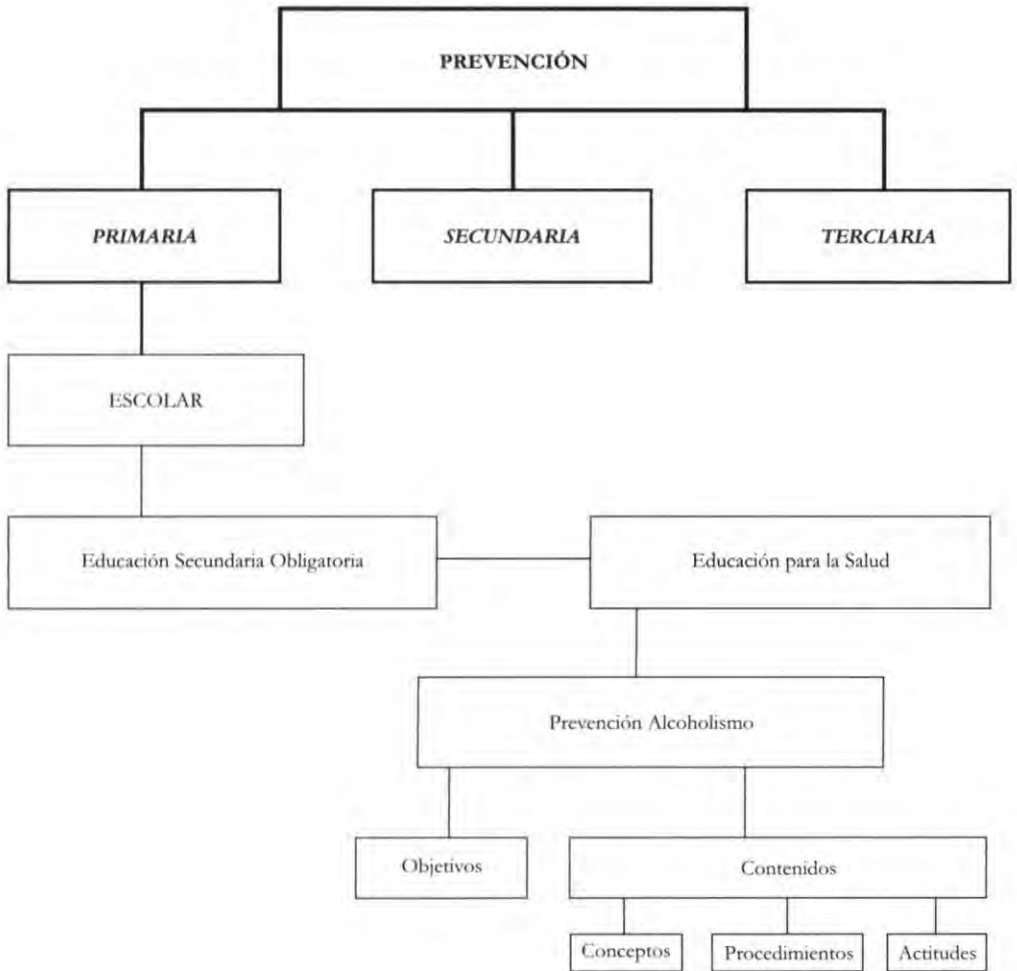 PREVENCIÓN
PRIMARIA
SECUNDARIA
TERCIARIA
ESCOLAR
Educación Secundaria Obligatoria
Educación para la Salud
Prevención Alcoholismo
Objetivos
Contenidos
Conceptos
Procedimientos
Actitudes